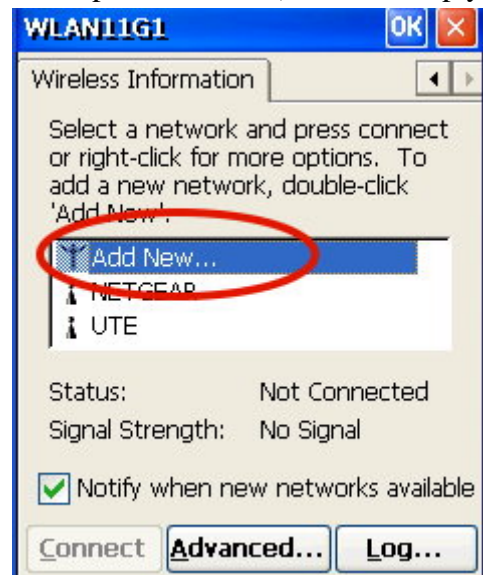 WLAN11G1 OK
Wireless Information
Select a network and press connect
or right-click for more options. To
add a new network, double-click
'Add New'.
Add New...
NETGEAR
UTE
Status: Not Connected
Signal Strength: No Signal
Notify when new networks available
Connect Advanced... Log...